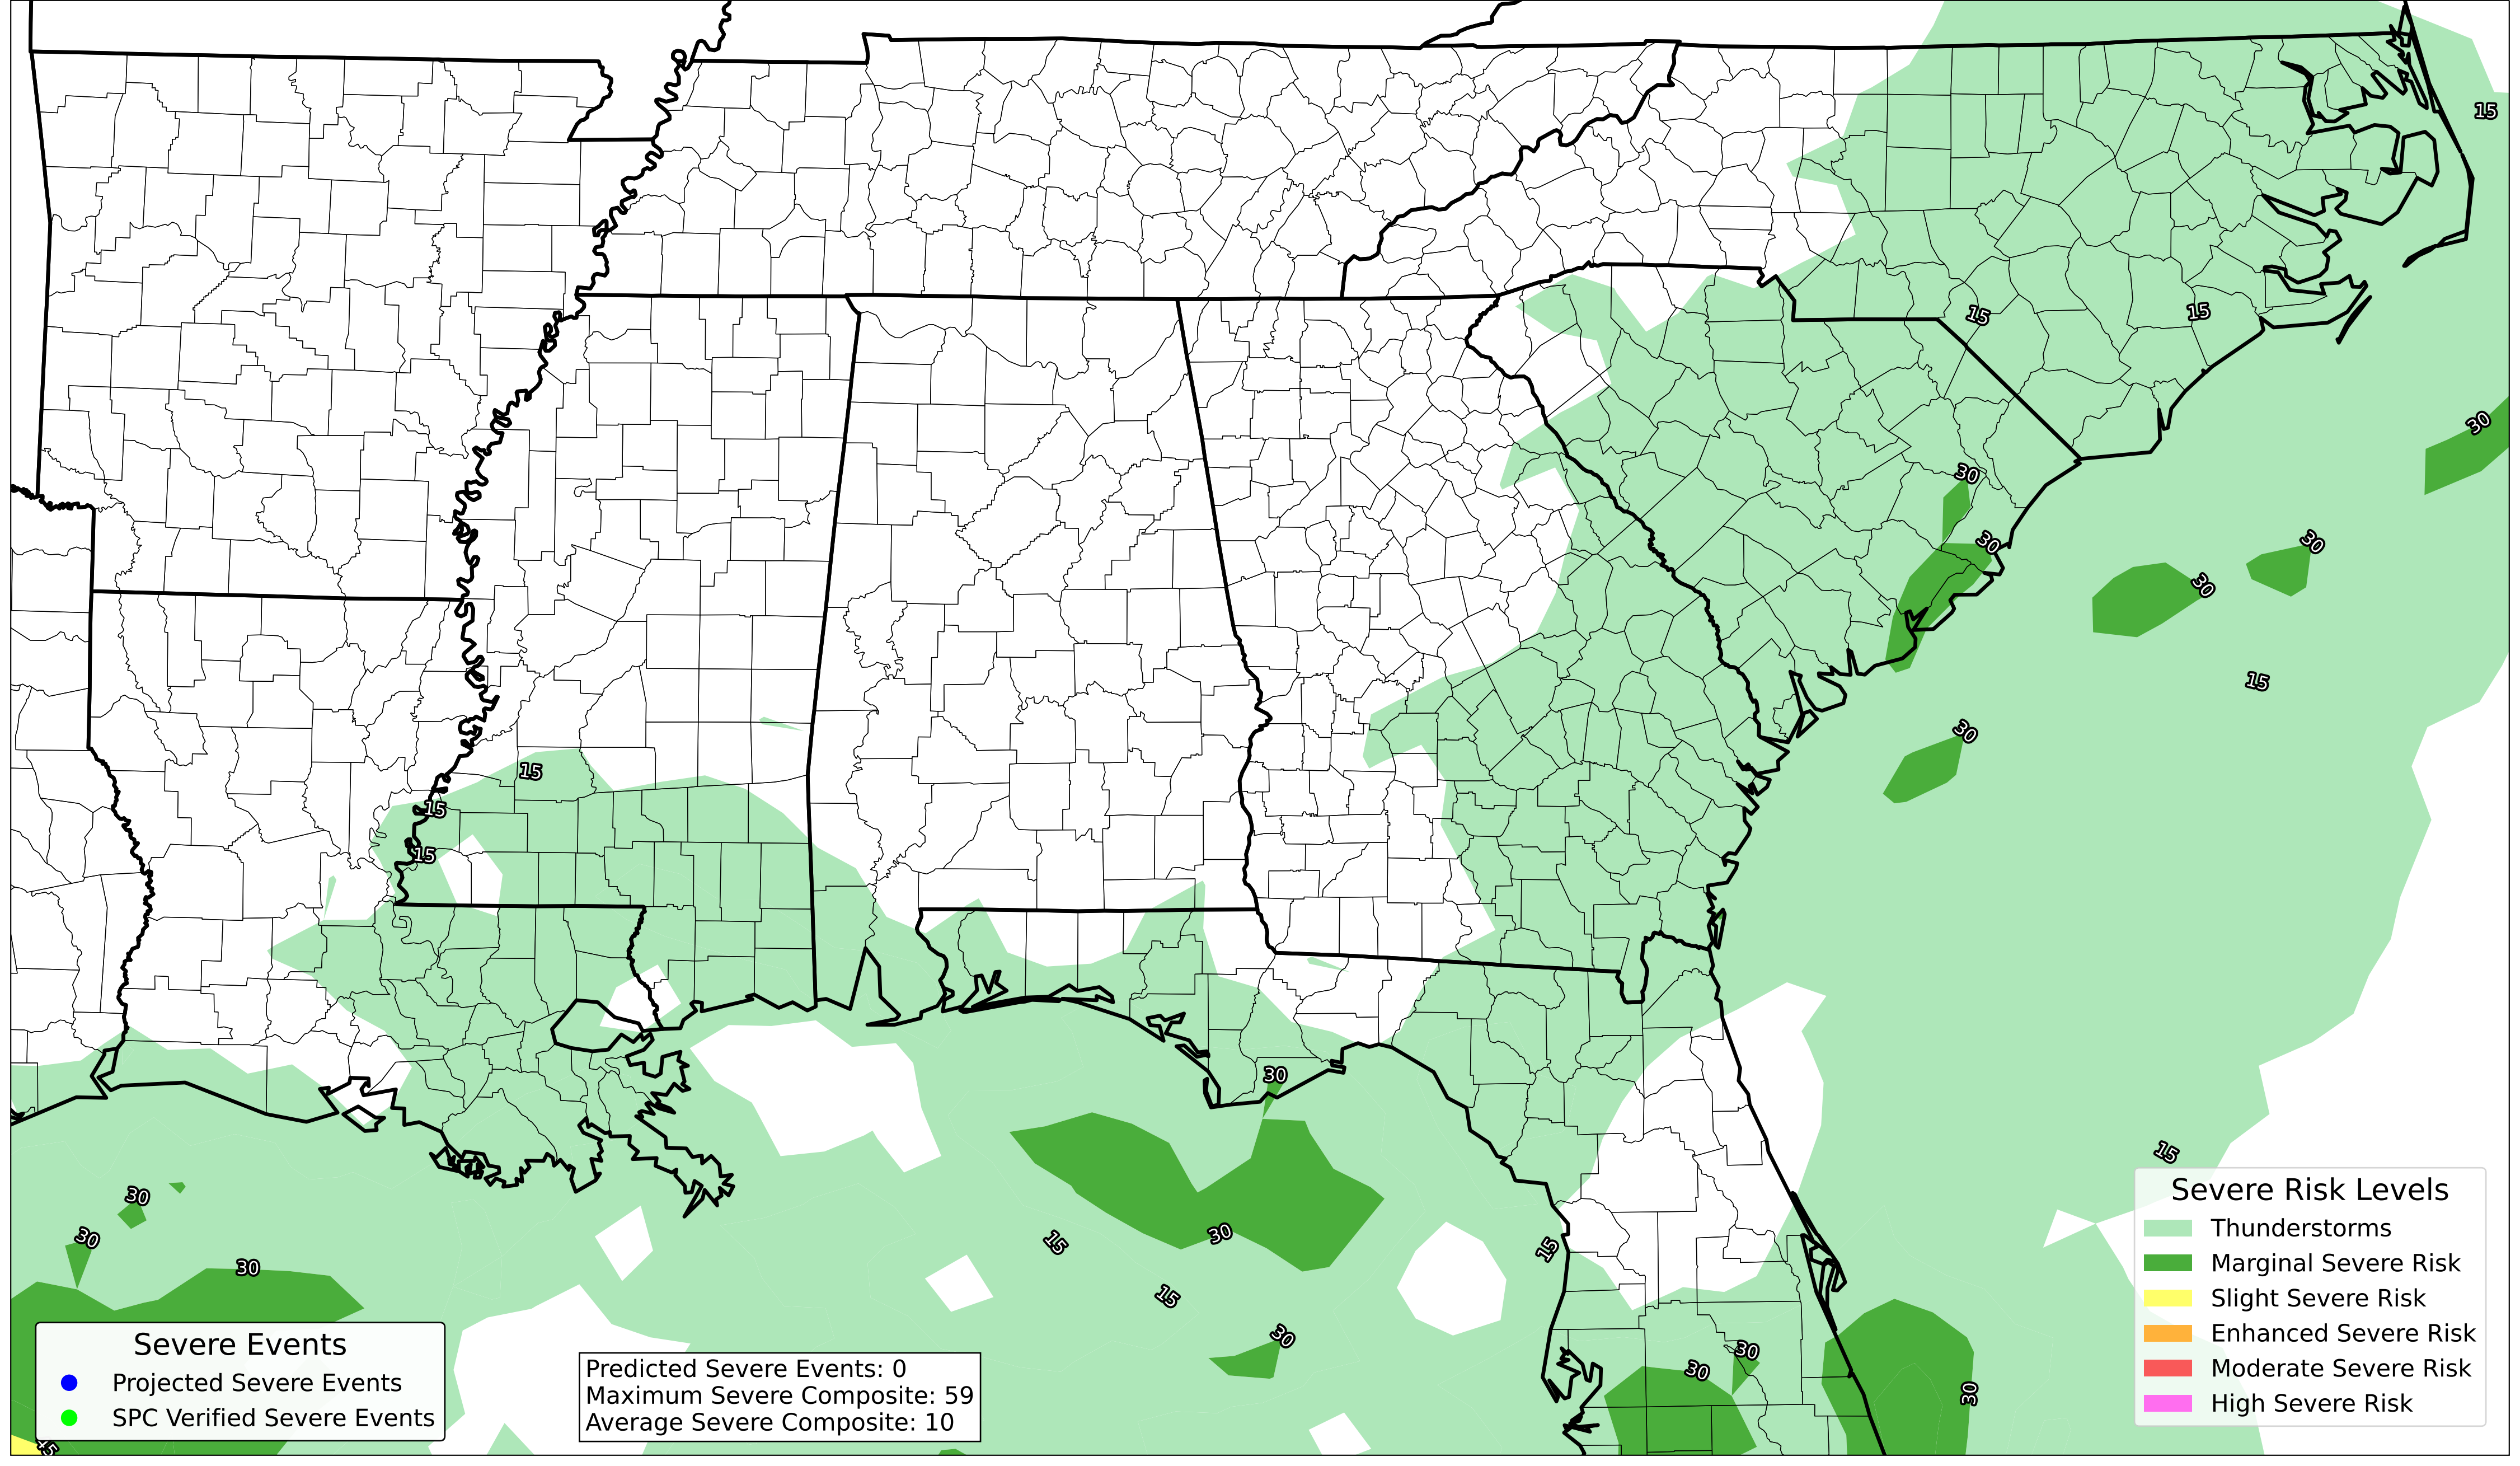 15
15
15
30
30
30
30
30
15
30
15
15
15
30
30
30
30
15
30
15
15
15
30
30
30
30
45
Severe Events
Projected Severe Events
SPC Verified Severe Events
Predicted Severe Events: 0
Maximum Severe Composite: 59
Average Severe Composite: 10
Severe Risk Levels
Thunderstorms
Marginal Severe Risk
Slight Severe Risk
Enhanced Severe Risk
Moderate Severe Risk
High Severe Risk